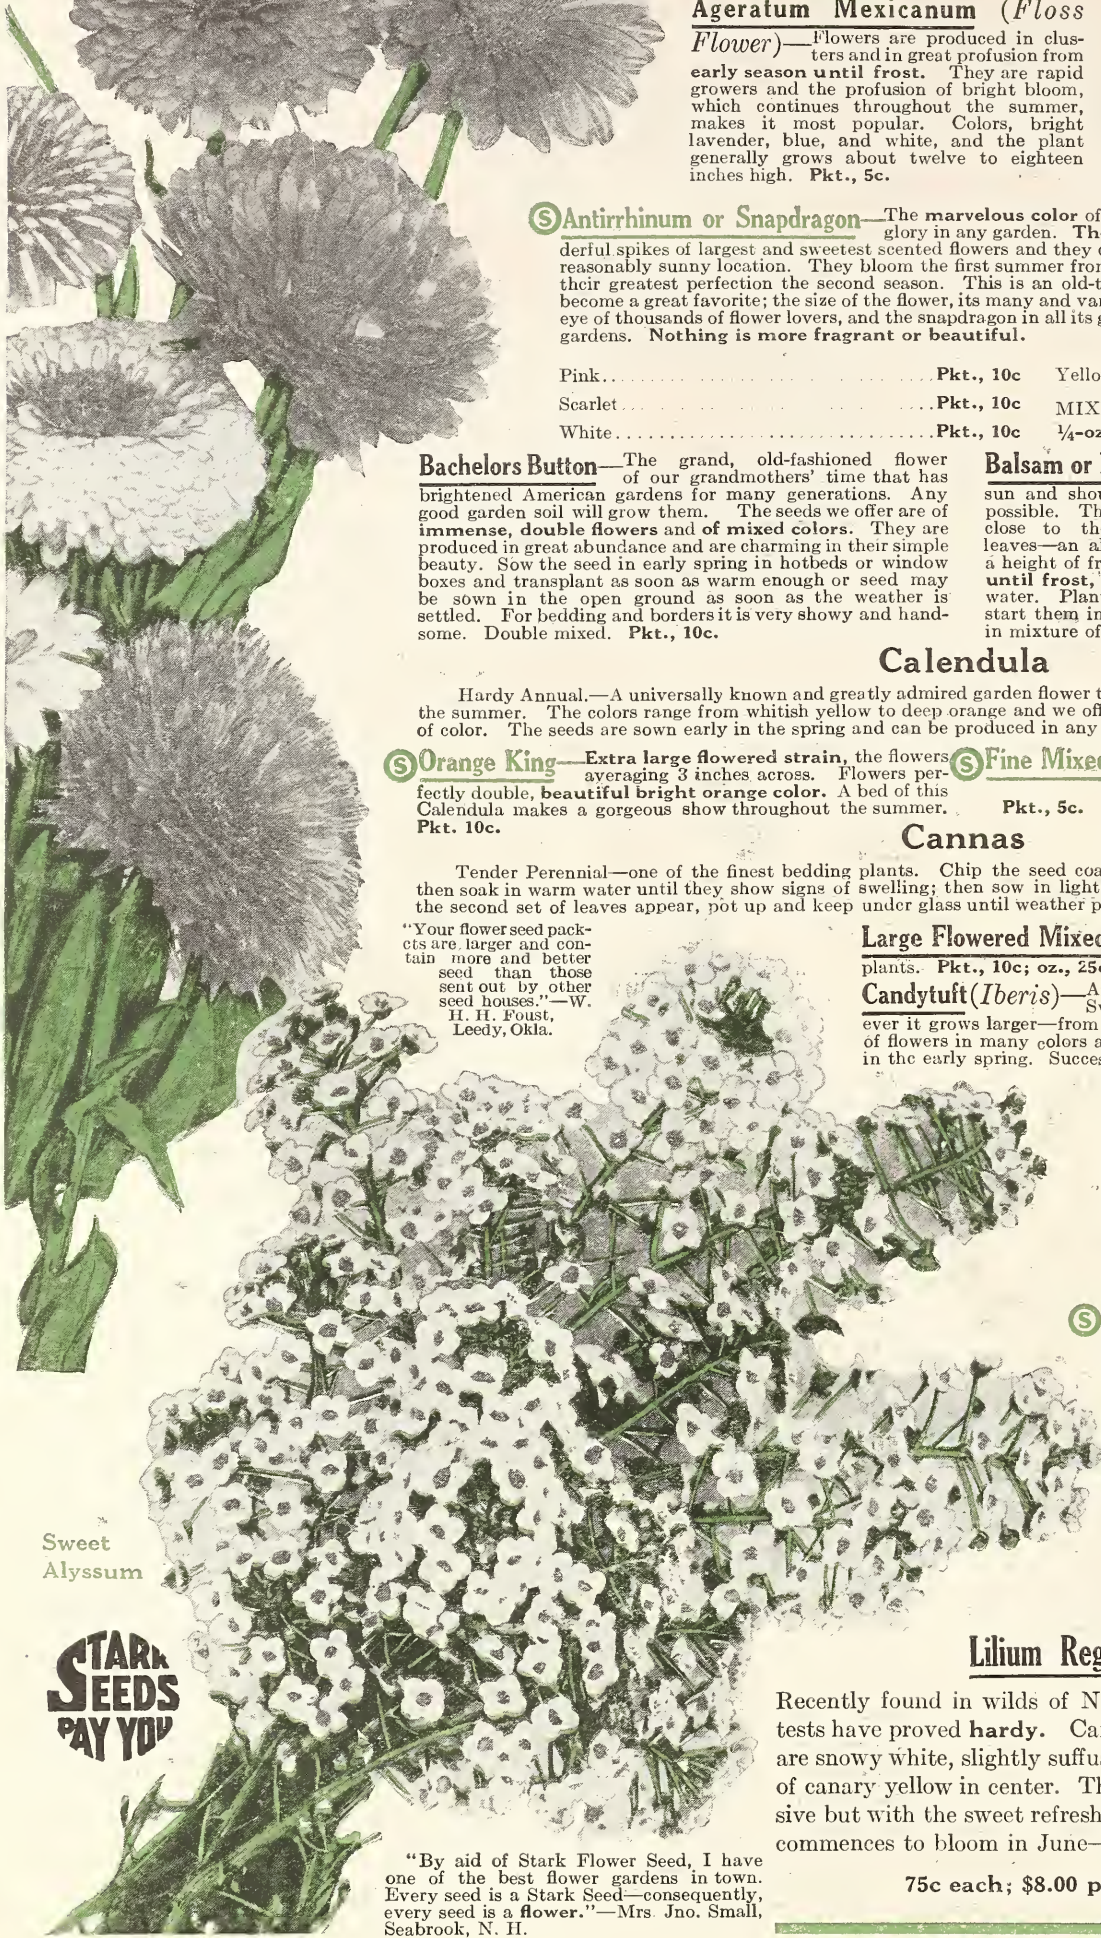 Ageratum Mexicanum (Floss
Flower)—Flowers are produced in clus-
ters and in great profusion from
early season until frost. They are rapid
growers and the profusion of bright bloom,
which continues throughout the summer,
makes it most popular. Colors, bright
lavender, blue, and white, and the plant
generally grows about twelve to eighteen
inches high. Pkt., 5c.
Ⓢ Antirrhinum or Snapdragon—The marvelous color of
glory in any garden. Th
derful spikes of largest and sweetest scented flowers and they
reasonably sunny location. They bloom the first summer from
their greatest perfection the second season. This is an old-t
become a great favorite; the size of the flower, its many and va
eye of thousands of flower lovers, and the snapdragon in all its g
gardens. Nothing is more fragrant or beautiful.
Pink.. Pkt., 10c Yello
Scarlet Pkt., 10c MIX
White Pkt., 10c ¼-oz
Bachelors Button—The grand, old-fashioned flower
of our grandmothers' time that has
brightened American gardens for many generations. Any
good garden soil will grow them. The seeds we offer are of
immense, double flowers and of mixed colors. They are
produced in great abundance and are charming in their simple
beauty. Sow the seed in early spring in hotbeds or window
boxes and transplant as soon as warm enough or seed may
be sown in the open ground as soon as the weather is
settled. For bedding and borders it is very showy and hand-
some. Double mixed. Pkt., 10c.
Balsam or
sun and shou
possible. Th
close to th
leaves—an al
a height of fr
until frost,
water. Plan
start them in
in mixture of
Calendula
Hardy Annual.—A universally known and greatly admired garden flower t
the summer. The colors range from whitish yellow to deep orange and we off
of color. The seeds are sown early in the spring and can be produced in any
Ⓢ Orange King—Extra large flowered strain, the flowers
averaging 3 inches across. Flowers per-
fectly double, beautiful bright orange color. A bed of this
Calendula makes a gorgeous show throughout the summer.
Pkt. 10c.
Ⓢ Fine Mixed
Pkt., 5c.
Cannas
Tender Perennial—one of the finest bedding plants. Chip the seed coa
then soak in warm water until they show signs of swelling; then sow in light
the second set of leaves appear, pot up and keep under glass until weather p
"Your flower seed pack-
ets are larger and con-
tain more and better
seed than those
sent out by other
seed houses."—W.
H. H. Foust,
Leedy, Okla.
Large Flowered Mixed
plants. Pkt., 10c; oz., 25c
Candytuft (Iberis)—A
Sw
ever it grows larger—from
of flowers in many colors a
in the early spring. Succes
Ⓢ
Sweet
Alyssum
STARK
SEEDS
PAY YOU
Lilium Reg
Recently found in wilds of N
tests have proved hardy. Ca
are snowy white, slightly suffu
of canary yellow in center. Th
sive but with the sweet refresh
commences to bloom in June—
75c each; $8.00 p
"By aid of Stark Flower Seed, I have
one of the best flower gardens in town.
Every seed is a Stark Seed—consequently,
every seed is a flower."—Mrs. Jno. Small,
Seabrook, N. H.